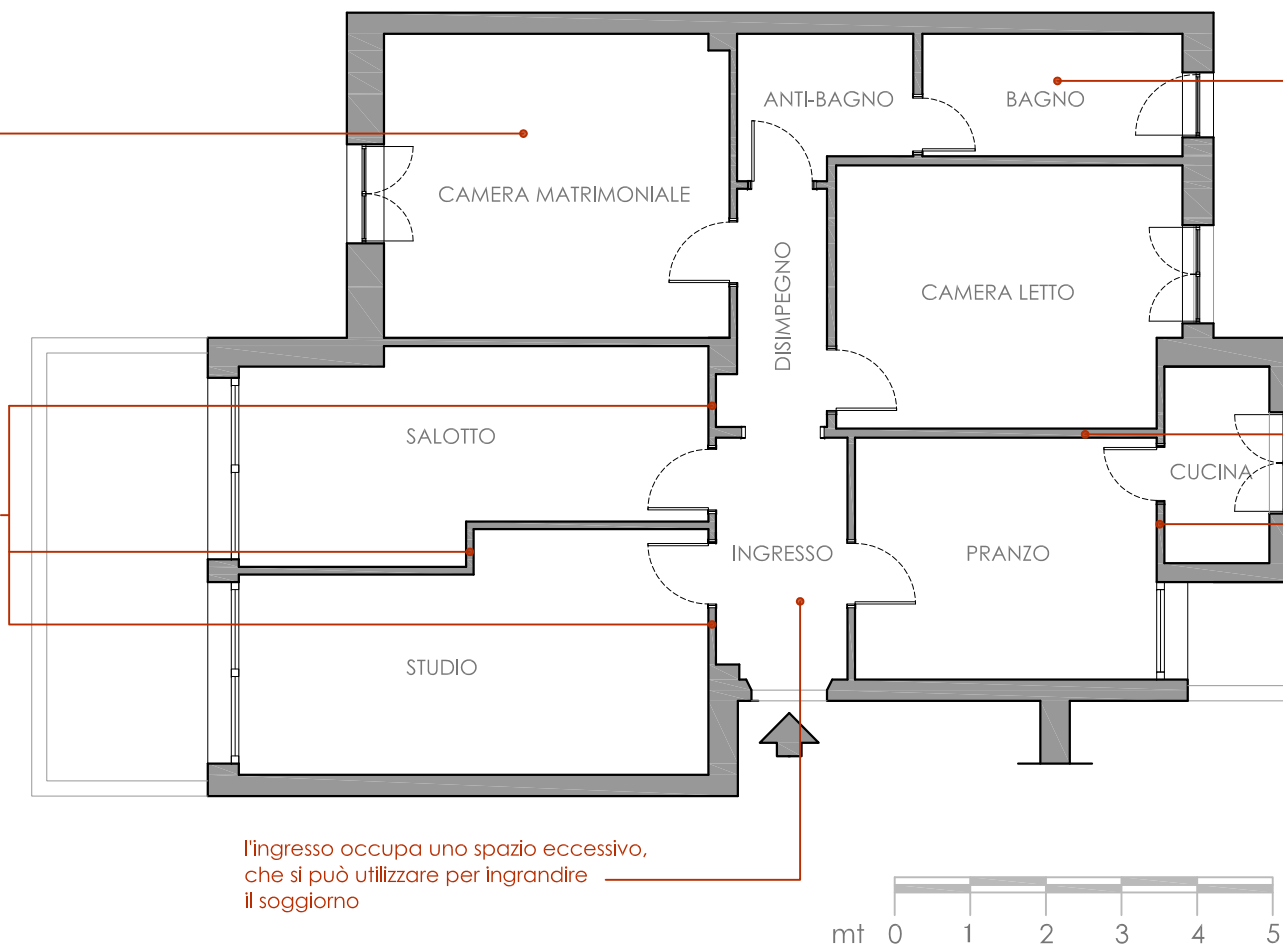 ANTI-BAGNO
BAGNO
CAMERA MATRIMONIALE
DISIMPEGNO
CAMERA LETTO
SALOTTO
CUCINA
INGRESSO
PRANZO
STUDIO
l'ingresso occupa uno spazio eccessivo,
che si può utilizzare per ingrandire
il soggiorno
mt 0 1 2 3 4 5